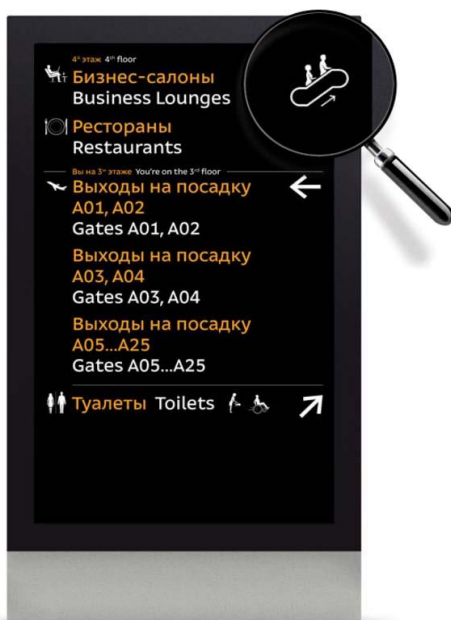 4й этаж 4th floor
Бизнес-салоны
Business Lounges
Рестораны
Restaurants
Вы на 3м этаже You're on the 3rd floor
Выходы на посадку
A01, A02
Gates A01, A02
Выходы на посадку
A03, A04
Gates A03, A04
Выходы на посадку
A05...A25
Gates A05...A25
Туалеты Toilets